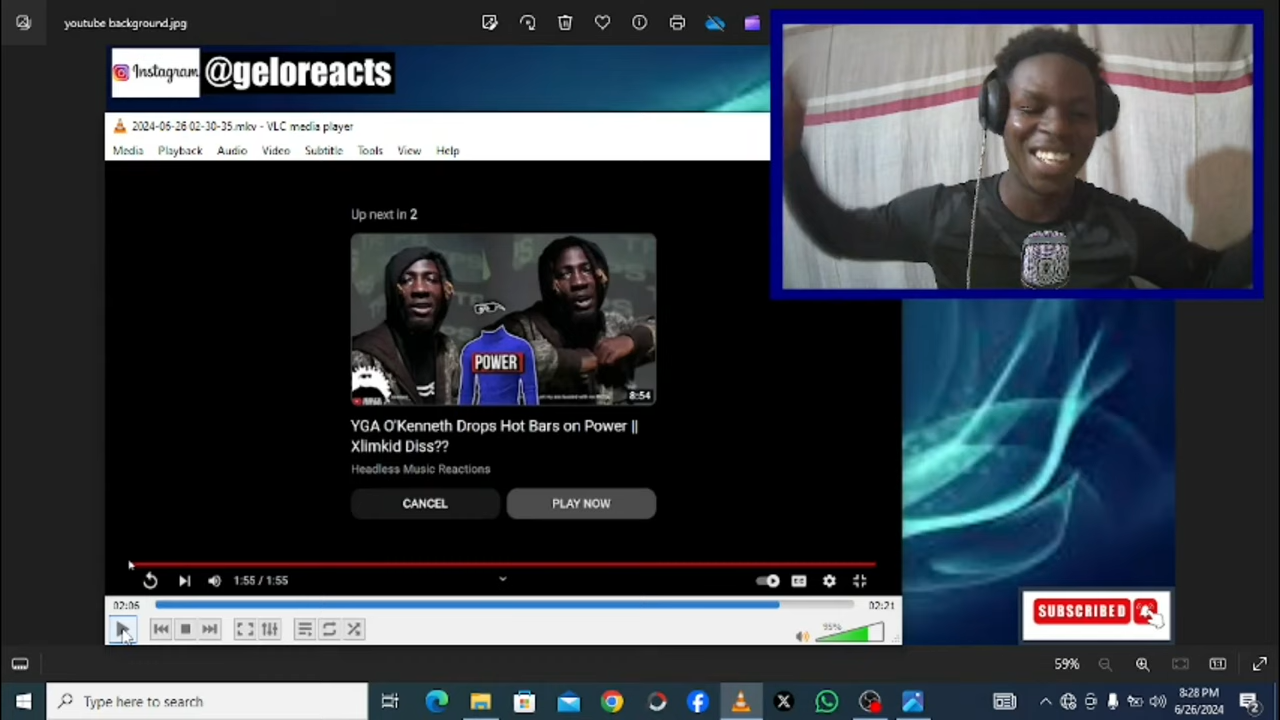 youtube background.jpg
Instagram @geloreacts
2024-06-26 02-30-35.mkv - VLC media player
Media Playback Audio Video Subtitle Tools View Help
Up next in 2
POWER
8:54
YGA O'Kenneth Drops Hot Bars on Power ||
Xlimkid Diss??
Headless Music Reactions
CANCEL PLAY NOW
1:55 / 1:55
02:06 02:21
SUBSCRIBED
59%
Type here to search
8:28 PM
6/26/2024